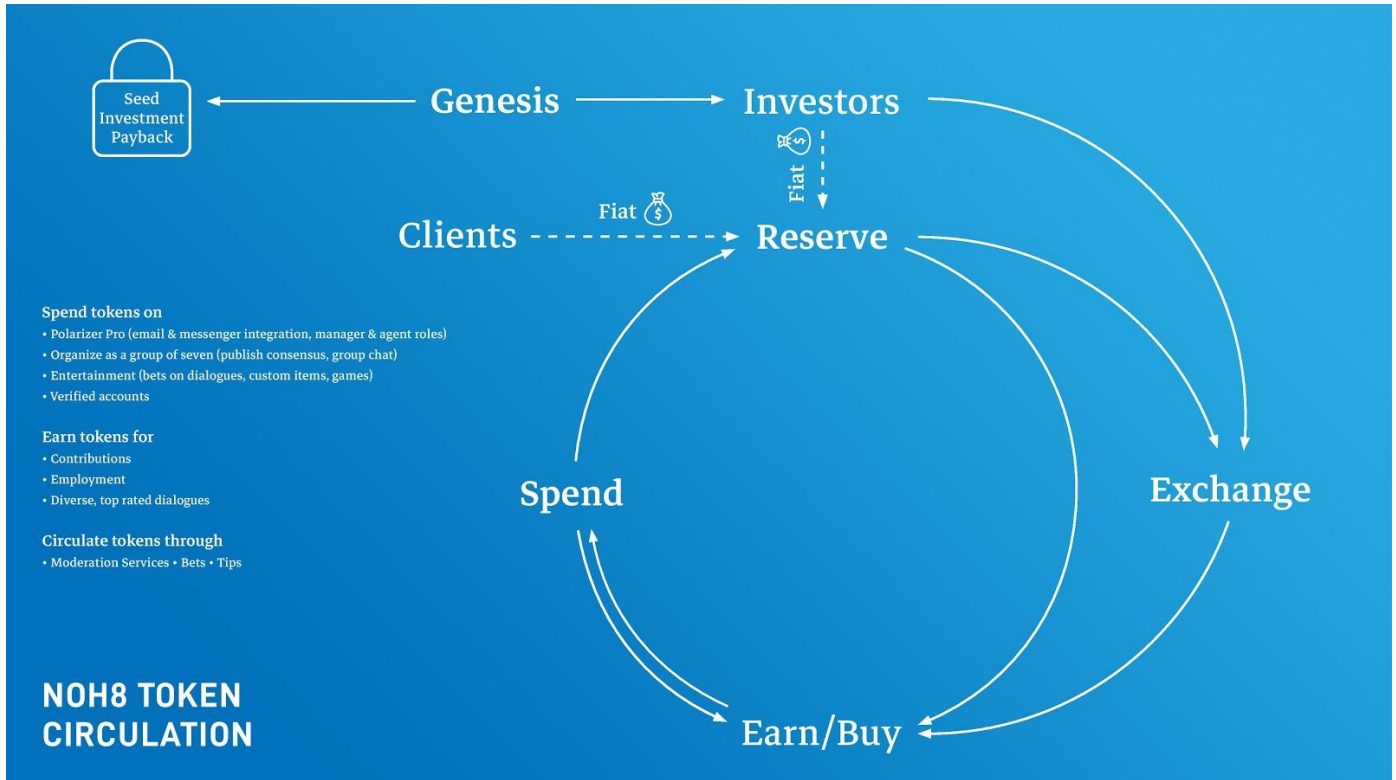 Seed
Investment
Payback
Genesis
Investors
Fiat
$
Clients
Fiat
$
Reserve
Spend tokens on
• Polarizer Pro (email & messenger integration, manager & agent roles)
• Organize as a group of seven (publish consensus, group chat)
• Entertainment (bets on dialogues, custom items, games)
• Verified accounts
Earn tokens for
• Contributions
• Employment
• Diverse, top rated dialogues
Circulate tokens through
• Moderation Services • Bets • Tips
Spend
Exchange
Earn/Buy
NOH8 TOKEN
CIRCULATION